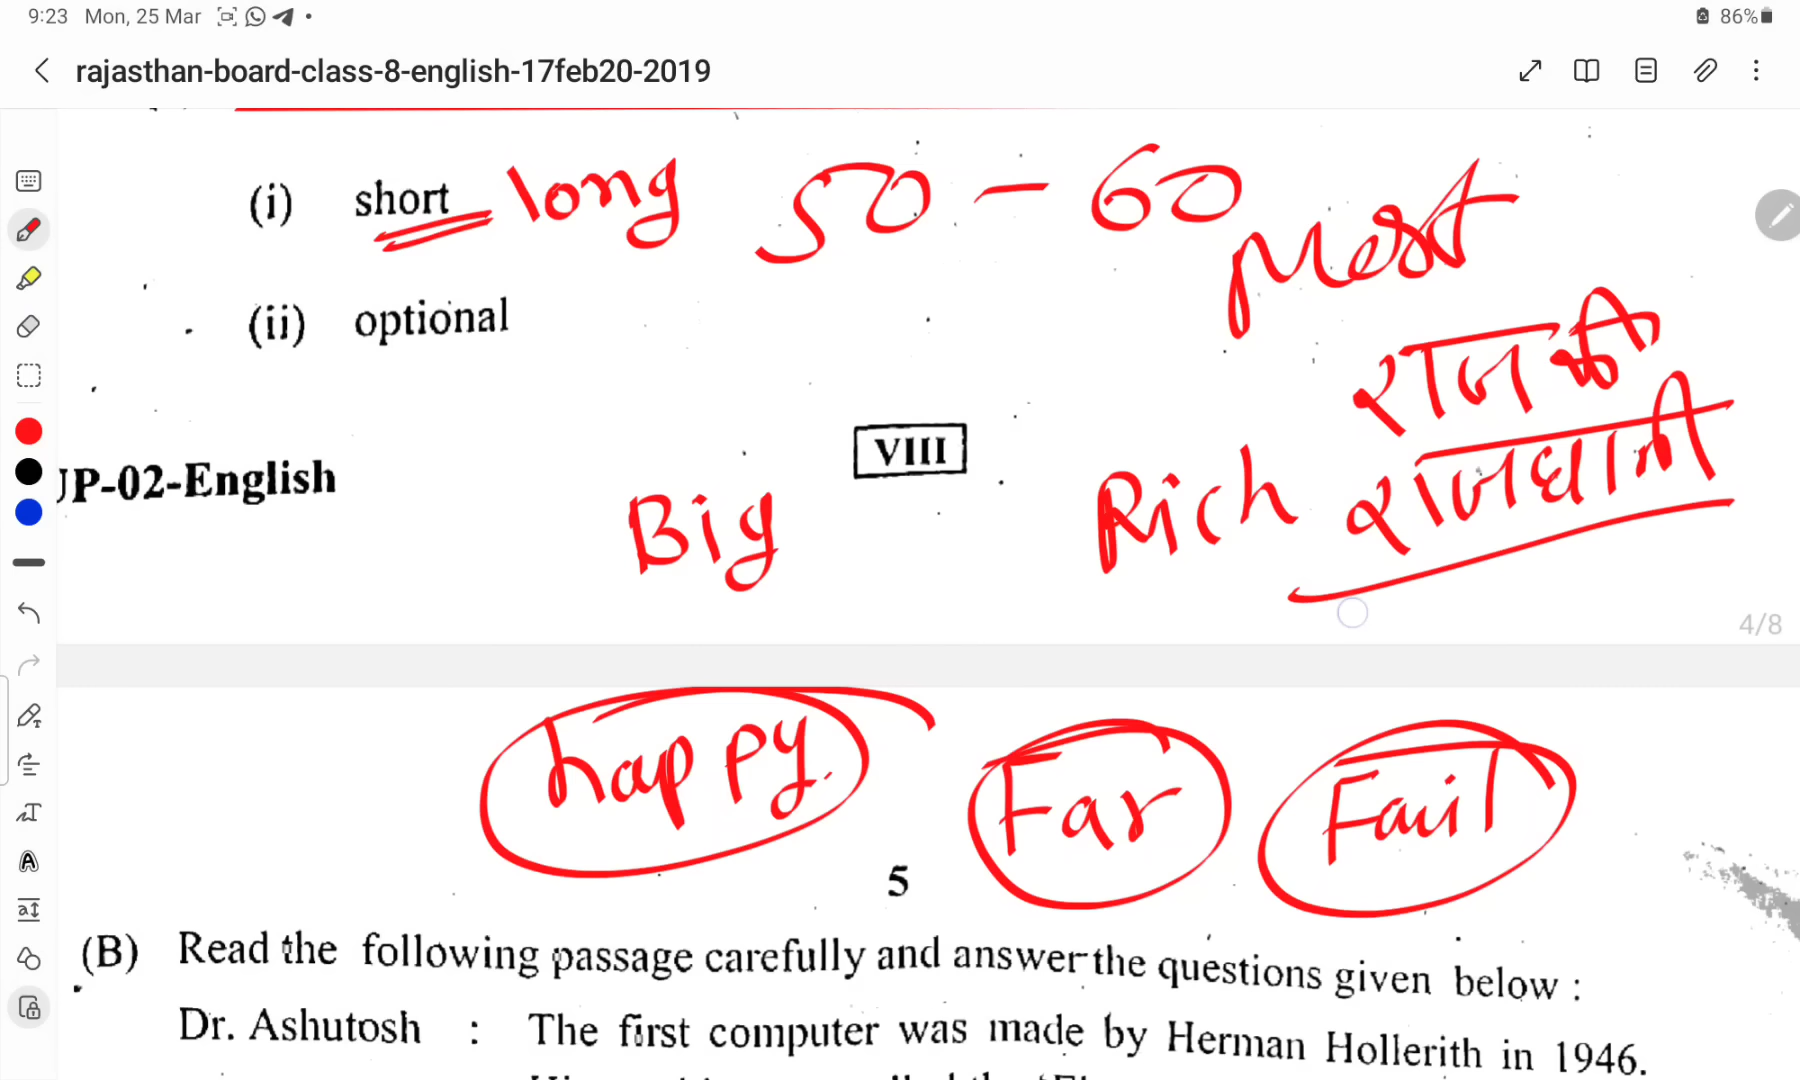 9:23 Mon, 25 Mar 86%
rajasthan-board-class-8-english-17feb20-2019
(i) short long 50 - 60 Most
(ii) optional
राज की
VIII
JP-02-English Big Rich राजधानी
4/8
happy. Far Fail
5
(B) Read the following passage carefully and answer the questions given below :
Dr. Ashutosh : The first computer was made by Herman Hollerith in 1946.